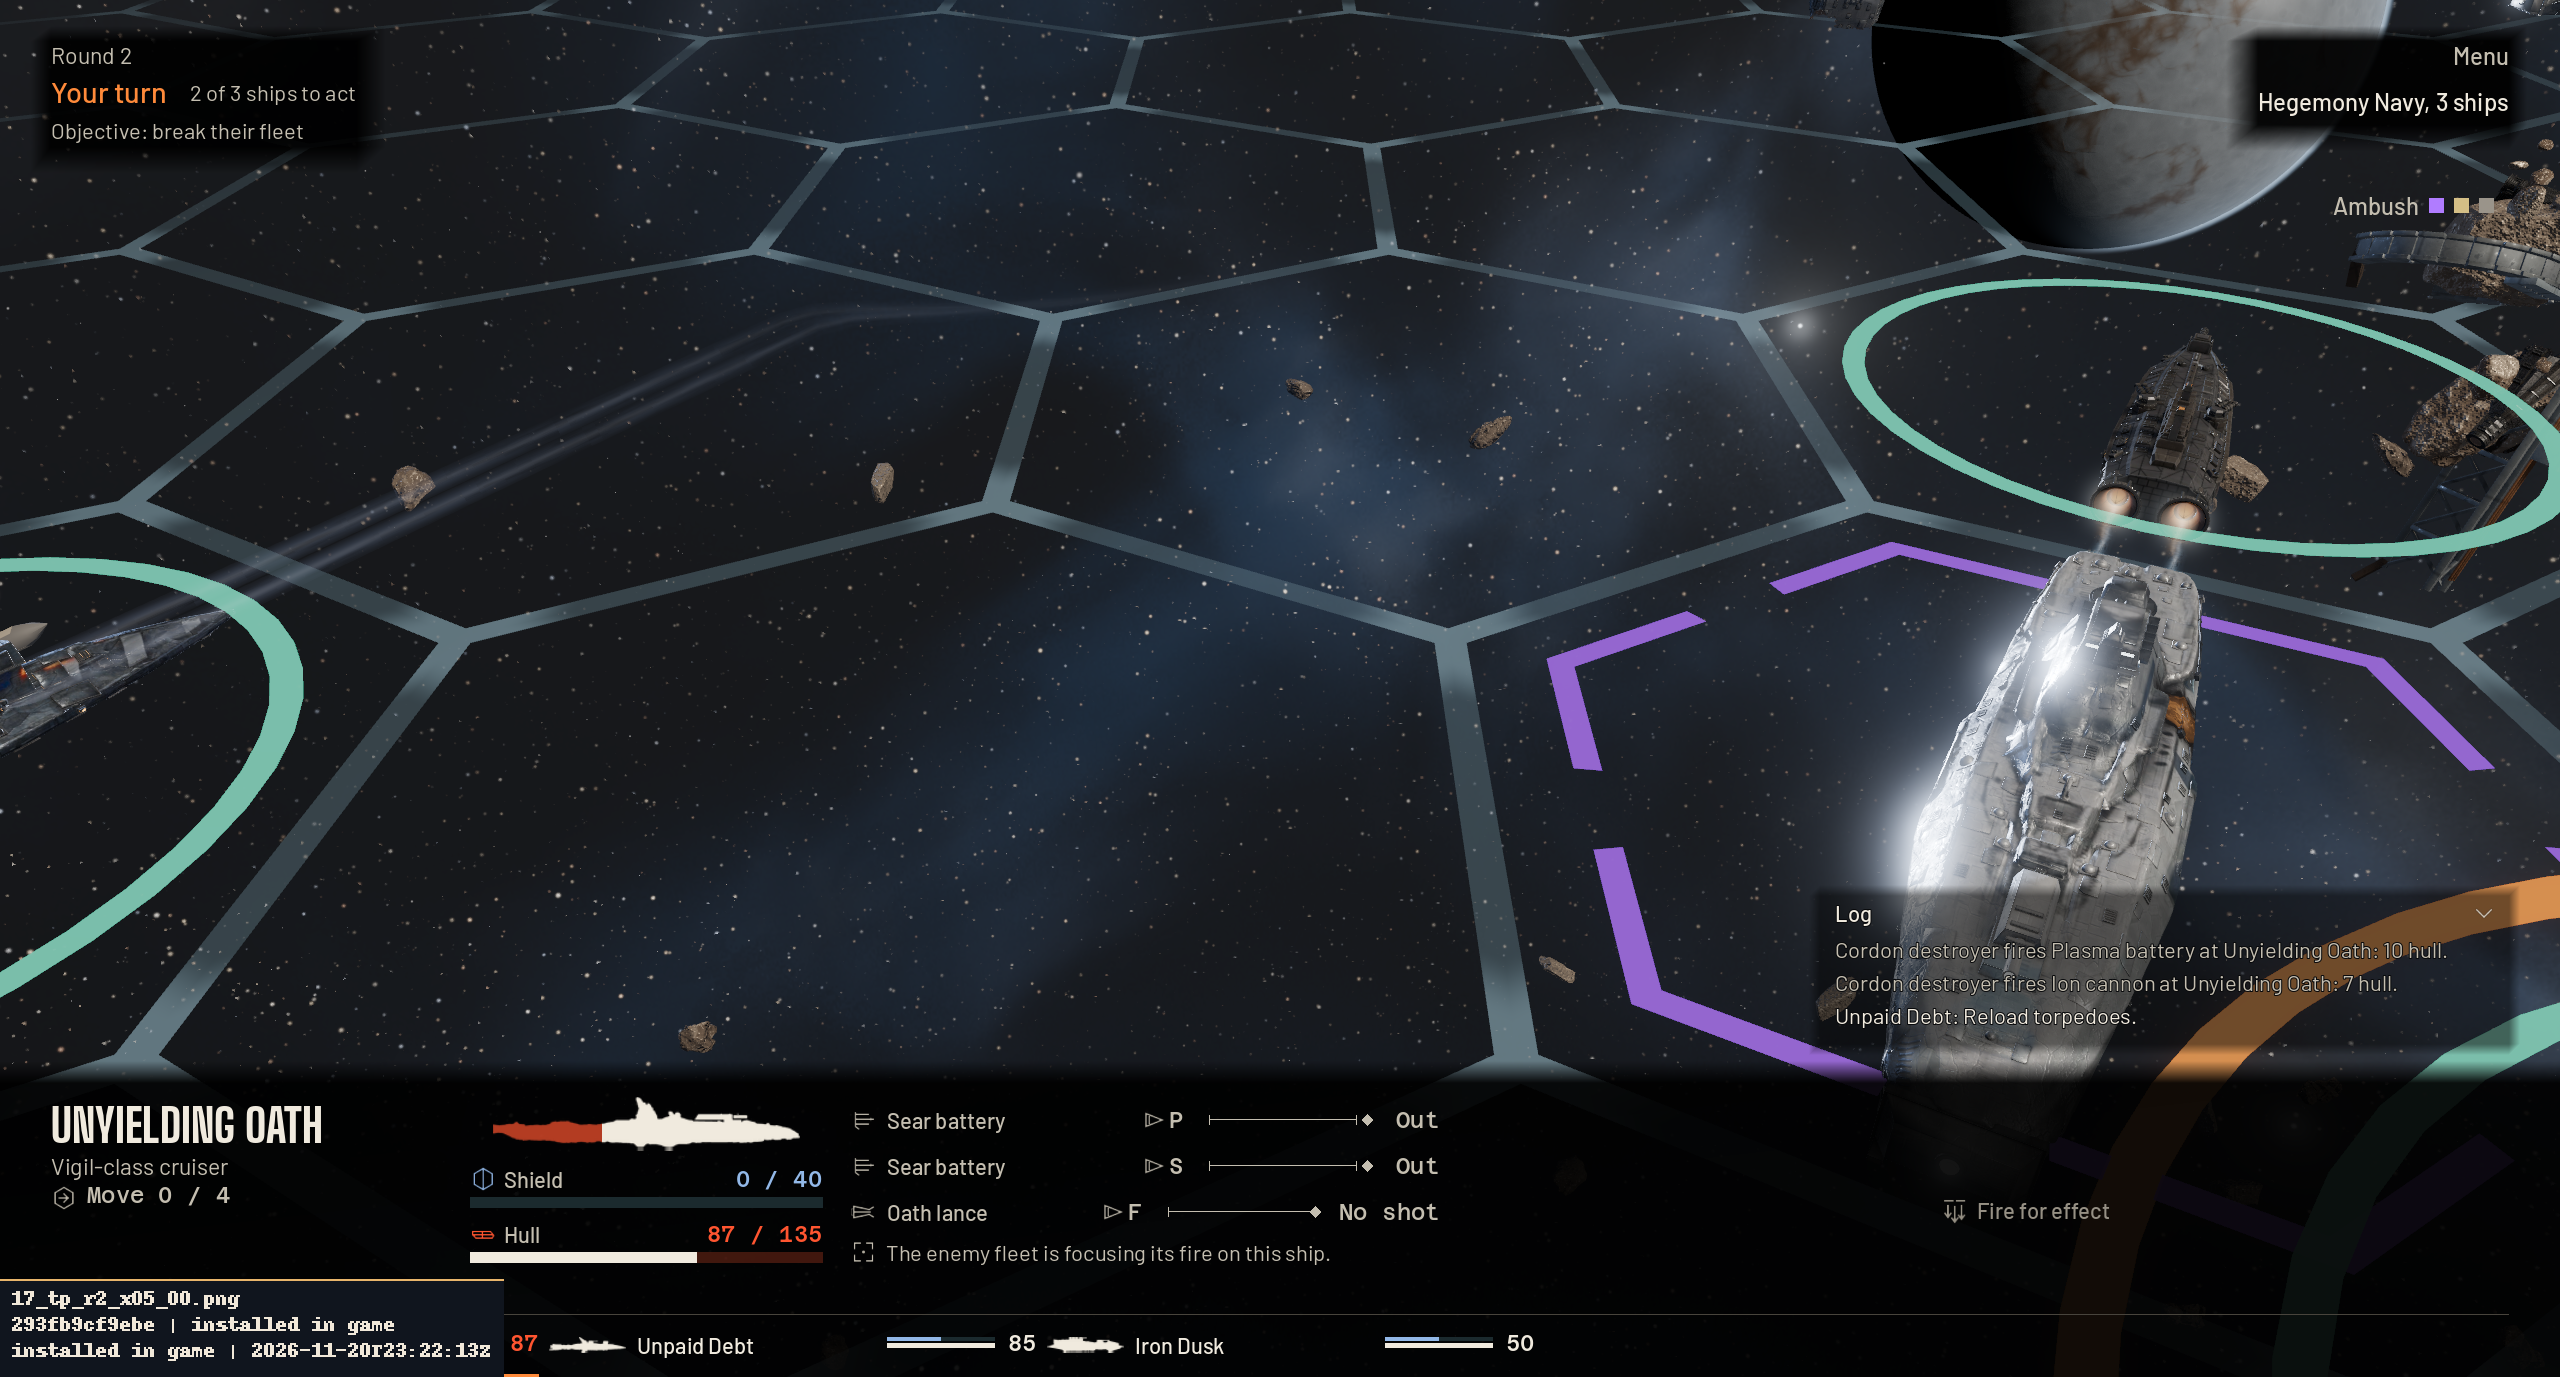 Round 2
Your turn 2 of 3 ships to act
Objective: break their fleet
Menu
Hegemony Navy, 3 ships
Ambush
Log
Cordon destroyer fires Plasma battery at Unyielding Oath: 10 hull.
Cordon destroyer fires Ion cannon at Unyielding Oath: 7 hull.
Unpaid Debt: Reload torpedoes.
UNYIELDING OATH
Vigil-class cruiser
Move 0 / 4
Shield 0 / 40
Hull 87 / 135
Sear battery P Out
Sear battery S Out
Oath lance F No shot
The enemy fleet is focusing its fire on this ship.
Fire for effect
17_tp_r2_x05_00.png
293fb9cf9ebe | installed in game
installed in game | 2026-11-20T23:22:13Z
87 Unpaid Debt 85 Iron Dusk 50